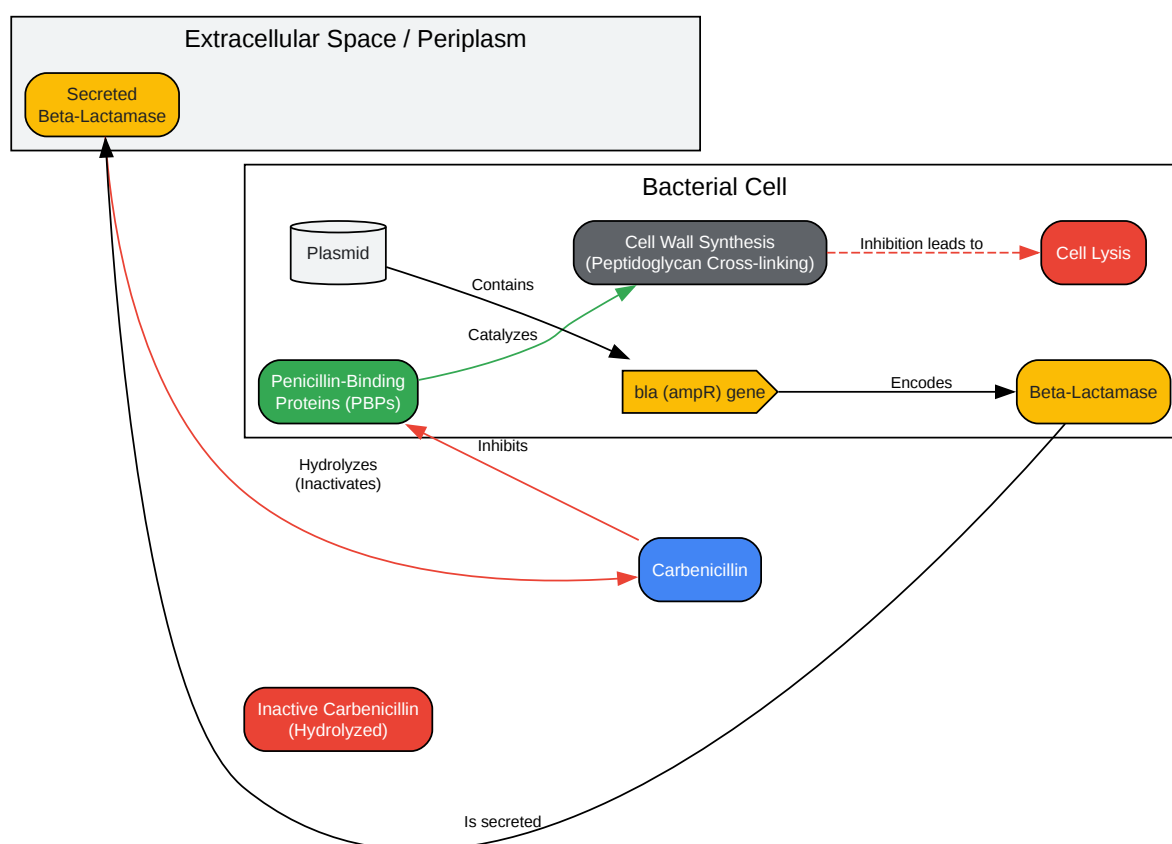 Extracellular Space / Periplasm
Secreted
Beta-Lactamase
Bacterial Cell
Plasmid
Cell Wall Synthesis
(Peptidoglycan Cross-linking)
Inhibition leads to
Cell Lysis
Contains
Catalyzes
Penicillin-Binding
Proteins (PBPs)
bla (ampR) gene
Encodes
Beta-Lactamase
Inhibits
Hydrolyzes
(Inactivates)
Carbenicillin
Inactive Carbenicillin
(Hydrolyzed)
Is secreted